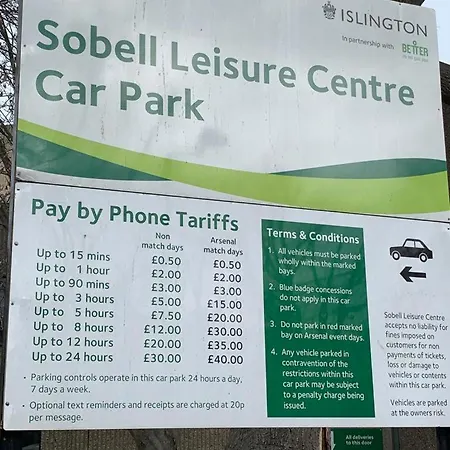 ISLINGTON
In partnership with BETTER
Sobell Leisure Centre
Car Park
Pay by Phone Tariffs
Non match days Arsenal match days
Up to 15 mins £0.50 £0.50
Up to 1 hour £2.00 £2.00
Up to 90 mins £3.00 £3.00
Up to 3 hours £5.00 £15.00
Up to 5 hours £7.50 £20.00
Up to 8 hours £12.00 £30.00
Up to 12 hours £20.00 £35.00
Up to 24 hours £30.00 £40.00
- Parking controls operate in this car park 24 hours a day,
7 days a week.
- Optional text reminders and receipts are charged at 20p
per message.
Terms & Conditions
1. All vehicles must be parked
wholly within the marked
bays.
2. Blue badge concessions
do not apply in this car
park.
3. Do not park in red marked
bay on Arsenal event days.
4. Any vehicle parked in
contravention of the
restrictions within this
car park may be subject
to a penalty charge being
issued.
Sobell Leisure Centre
accepts no liability for
fines imposed on
customers for non
payments of tickets,
loss or damage to
vehicles or contents
within this car park.
Vehicles are parked
at the owners risk.
All deliveries
to this door